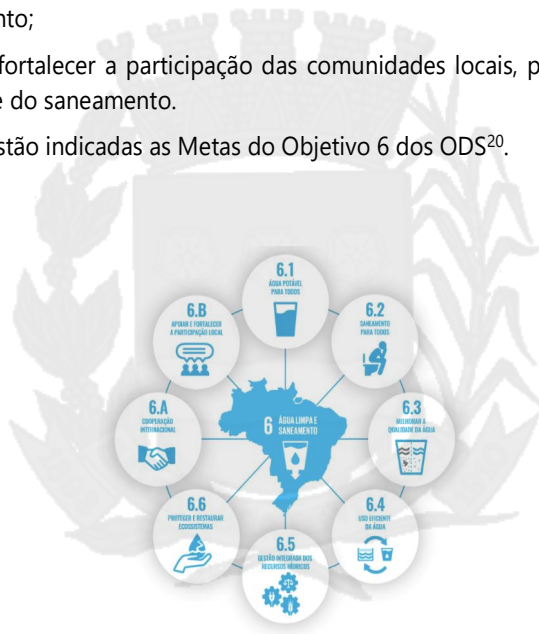 nto;
fortalecer a participação das comunidades locais, p
e do saneamento.
stão indicadas as Metas do Objetivo 6 dos ODS20.
6.1
ÁGUA POTÁVEL
PARA TODOS
6.B
APOIAR E FORTALECER
A PARTICIPAÇÃO LOCAL
6.2
SANEAMENTO
PARA TODOS
6.A
COOPERAÇÃO
INTERNACIONAL
6 ÁGUA LIMPA E
SANEAMENTO
6.3
MELHORAR A
QUALIDADE DA ÁGUA
6.6
PROTEGER E RESTAURAR
ECOSSISTEMAS
6.4
USO EFICIENTE
DA ÁGUA
6.5
GESTÃO INTEGRADA DOS
RECURSOS HÍDRICOS